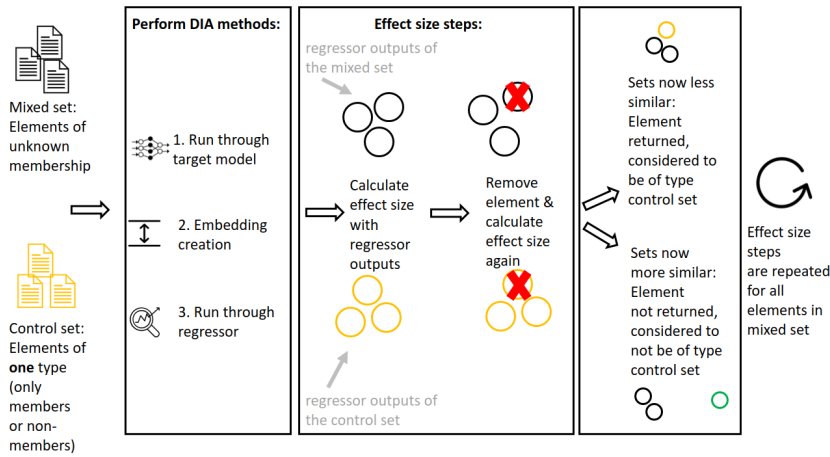 Mixed set:
Elements of
unknown
membership
Control set:
Elements of
one type
(only
members
or non-
members)
Perform DIA methods:
1. Run through
target model
2. Embedding
creation
3. Run through
regressor
Effect size steps:
regressor outputs of
the mixed set
Calculate
effect size
with
regressor
outputs
Remove
element &
calculate
effect size
again
regressor outputs of
the control set
Sets now less
similar:
Element
returned,
considered to
be of type
control set
Sets now
more similar:
Element
not returned,
considered to
not be of type
control set
Effect size
steps
are repeated
for all
elements in
mixed set